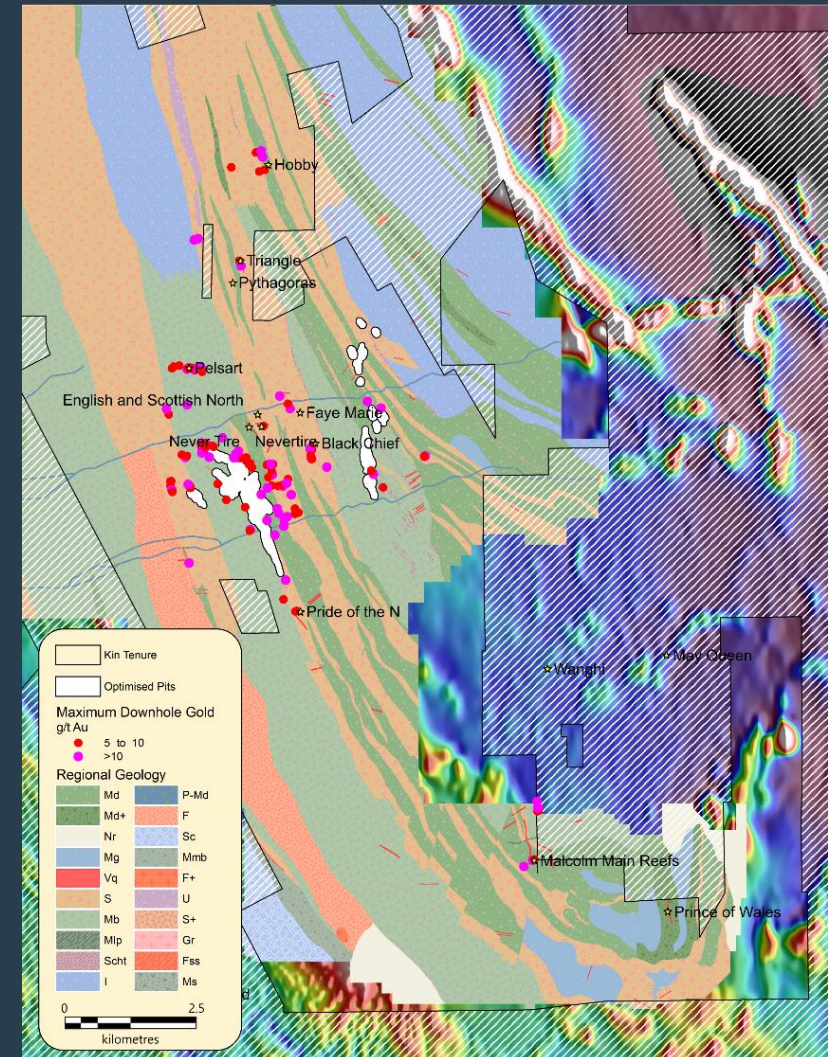 Hobby
Triangle
Pythagoras
Pelsart
English and Scottish North
Faye Marie
Never Tire
Nevertire
Black Chief
Pride of the N
May Queen
Wanghi
Malcolm Main Reefs
Prince of Wales
d
Kin Tenure
Optimised Pits
Maximum Downhole Gold
g/t Au
5 to 10
>10
Regional Geology
Md P-Md
Md+ F
Nr Sc
Mg Mmb
Vq F+
S U
Mb S+
Mlp Gr
Scht Fss
I Ms
0 2.5
kilometres